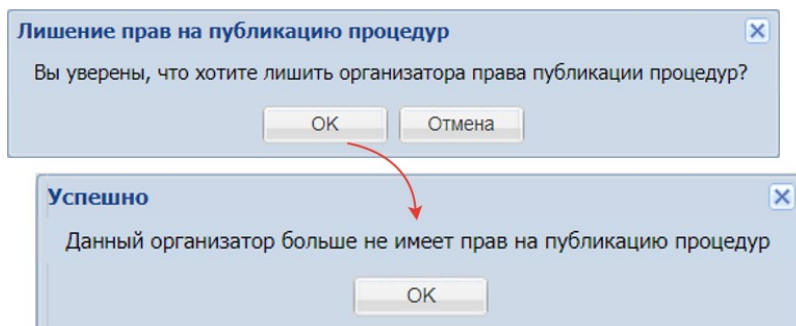 Лишение прав на публикацию процедур
Вы уверены, что хотите лишить организатора права публикации процедур?
OK Отмена
Успешно
Данный организатор больше не имеет прав на публикацию процедур
OK